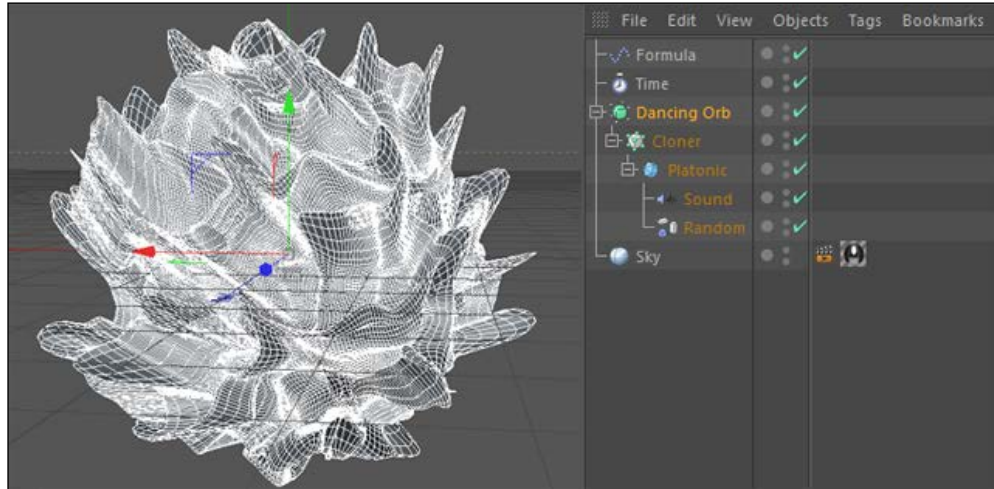 File Edit View Objects Tags Bookmarks
Formula
Time
Dancing Orb
Cloner
Platonic
Sound
Random
Sky